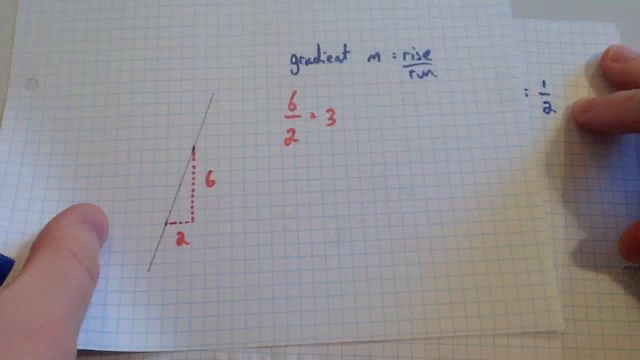 gradient m = rise/run
6/2 = 3
= 1/2
6
2